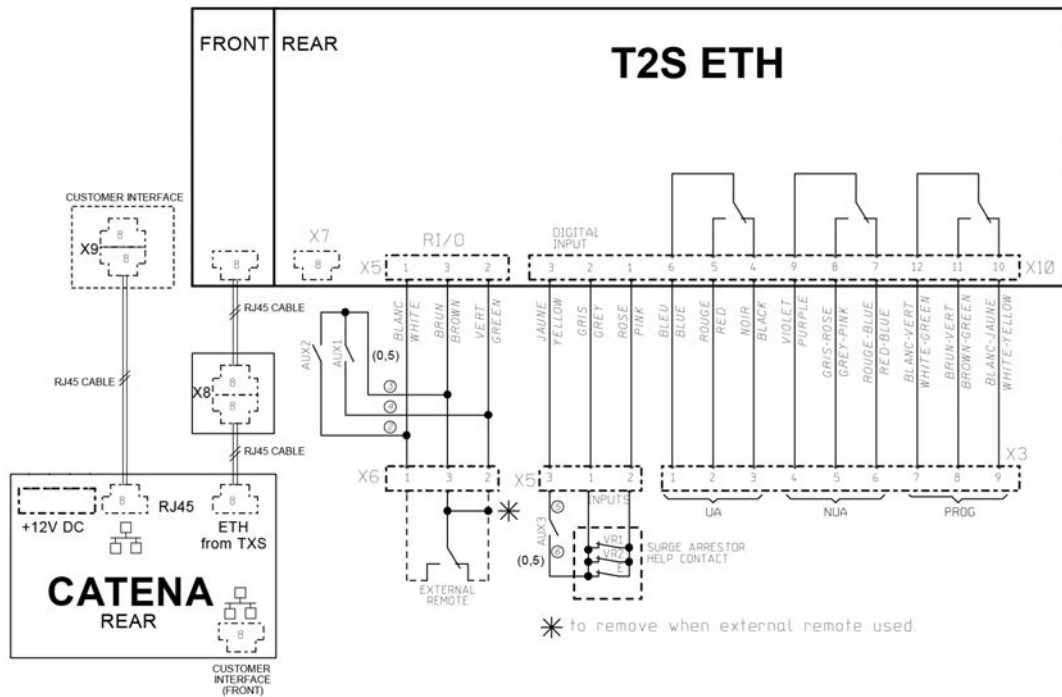 FRONT REAR
T2S ETH
CUSTOMER INTERFACE
8
X9
8
8
X7
8
RI/O
X5 1 3 2
DIGITAL
INPUT
3 2 1 6 5 4 9 8 7 12 11 10 X10
RJ45 CABLE
BLANC
WHITE
BRUN
BROWN
VERT
GREEN
JAUNE
YELLOW
GRIS
GREY
ROSE
PINK
BLEU
BLUE
ROUGE
RED
NOIR
BLACK
VIOLET
PURPLE
GRIS-ROSE
GREY-PINK
ROUGE-BLUE
RED-BLUE
BLANC-VERT
WHITE-GREEN
BRUN-VERT
BROWN-GREEN
BLANC-JAUNE
WHITE-YELLOW
AUX2
AUX1
(0,5)
RJ45 CABLE
3
4
2
8
X8
8
RJ45 CABLE
X6 1 3 2
X5 3 1 2
INPUTS
1 2 3 4 5 6 7 8 9 X3
UA NUA PROG
+12V DC
8
RJ45
8
ETH
from TXS
5
AUX3
6
(0,5)
VR1
VR2
E
SURGE ARRESTOR
HELP CONTACT
EXTERNAL
REMOTE
CATENA
REAR
8
CUSTOMER
INTERFACE
(FRONT)
to remove when external remote used.